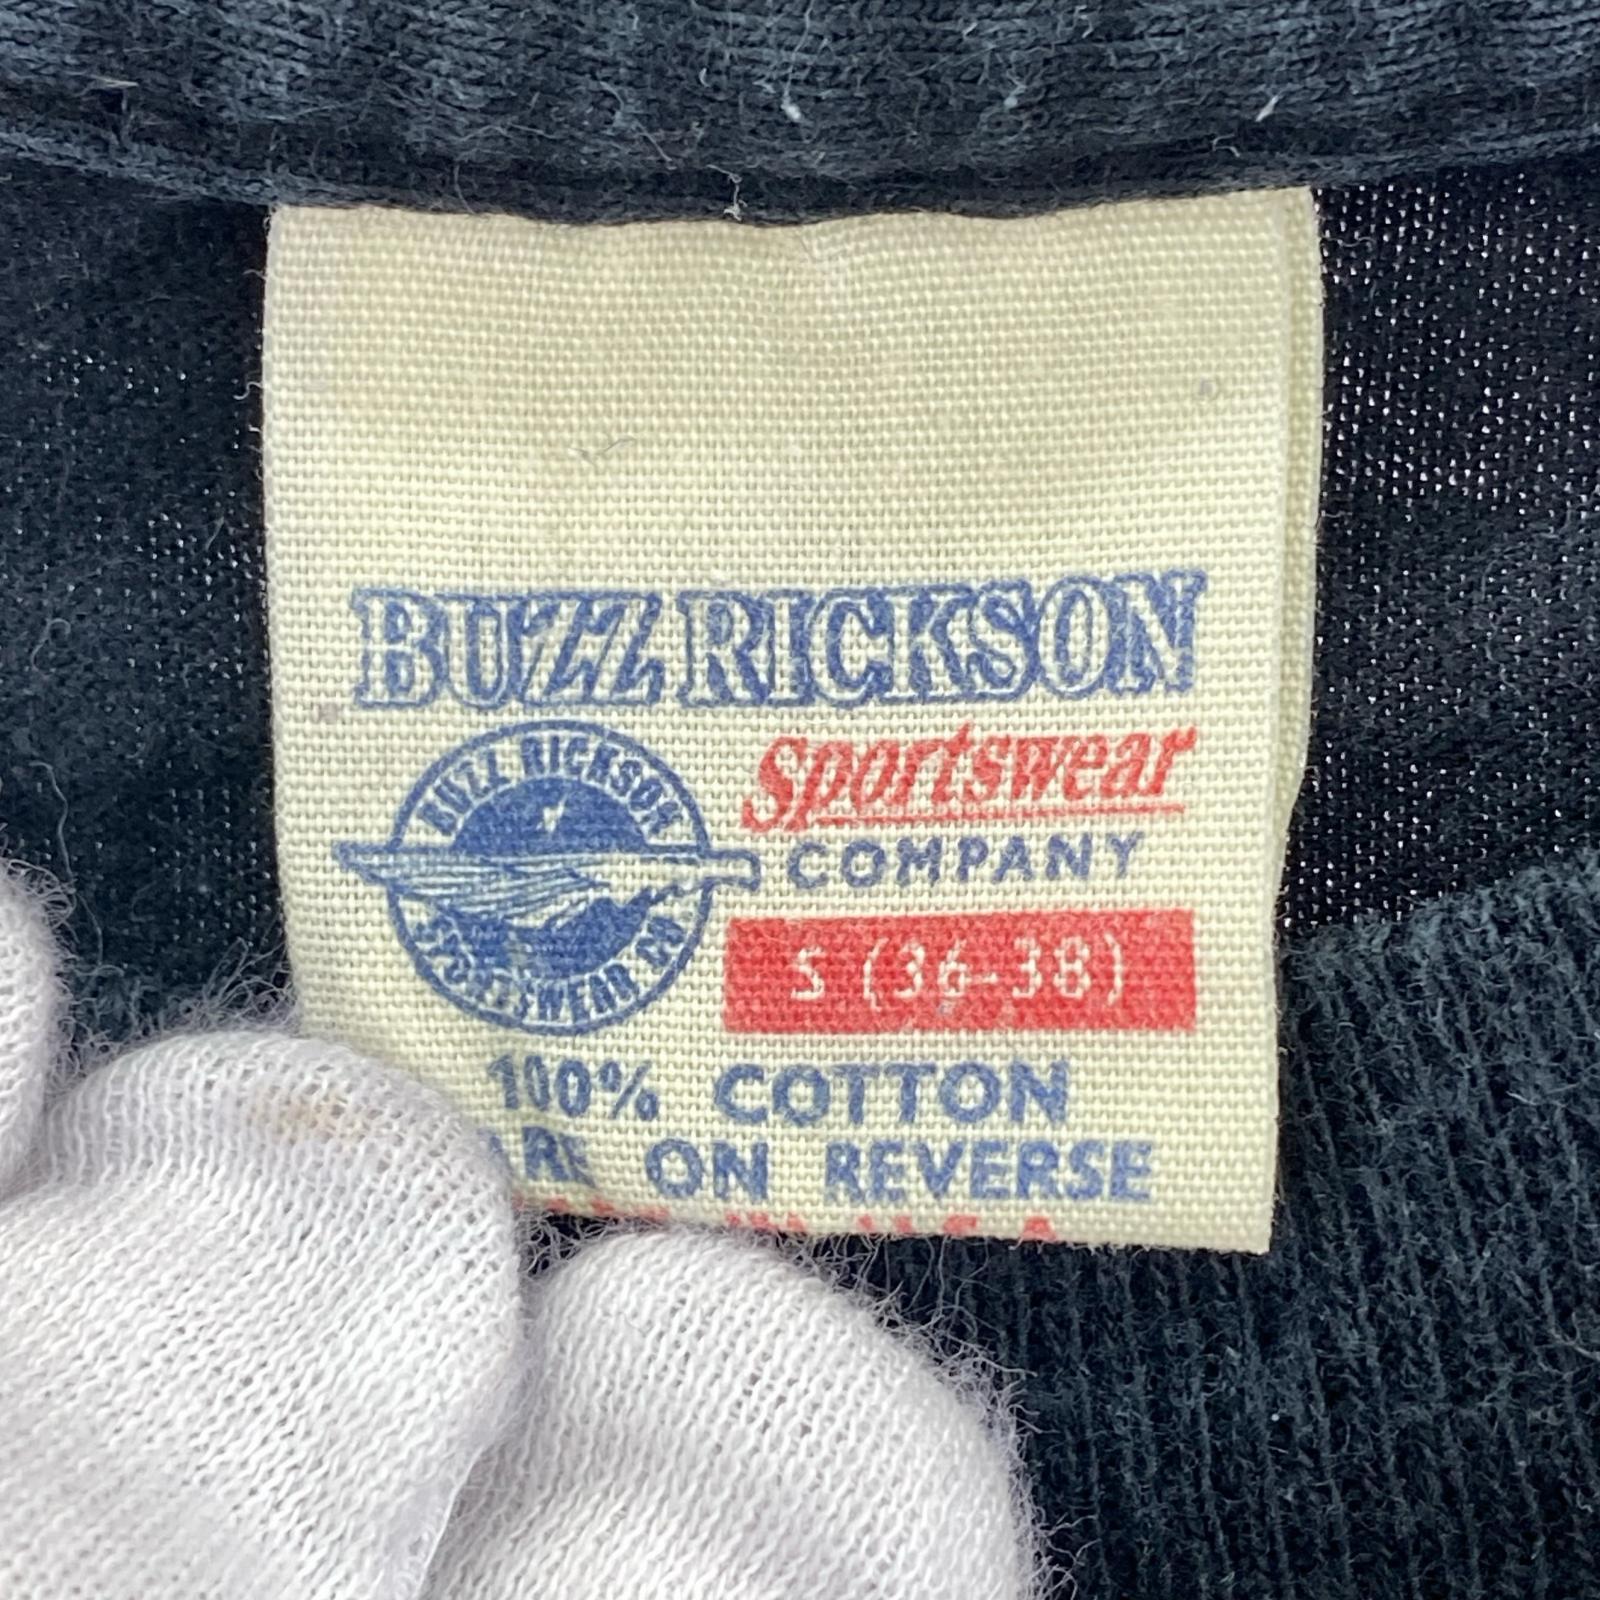 BUZZ RICKSON
Sportswear
COMPANY
BUZZ RICKSON
SPORTSWEAR CO
S (36-38)
100% COTTON
ON REVERSE
U.S.A